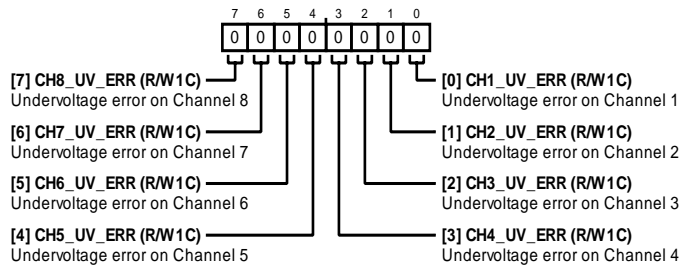 7 6 5 4 3 2 1 0
0 0 0 0 0 0 0 0
[7] CH8_UV_ERR (R/W1C)
Undervoltage error on Channel 8
[6] CH7_UV_ERR (R/W1C)
Undervoltage error on Channel 7
[5] CH6_UV_ERR (R/W1C)
Undervoltage error on Channel 6
[4] CH5_UV_ERR (R/W1C)
Undervoltage error on Channel 5
[0] CH1_UV_ERR (R/W1C)
Undervoltage error on Channel 1
[1] CH2_UV_ERR (R/W1C)
Undervoltage error on Channel 2
[2] CH3_UV_ERR (R/W1C)
Undervoltage error on Channel 3
[3] CH4_UV_ERR (R/W1C)
Undervoltage error on Channel 4